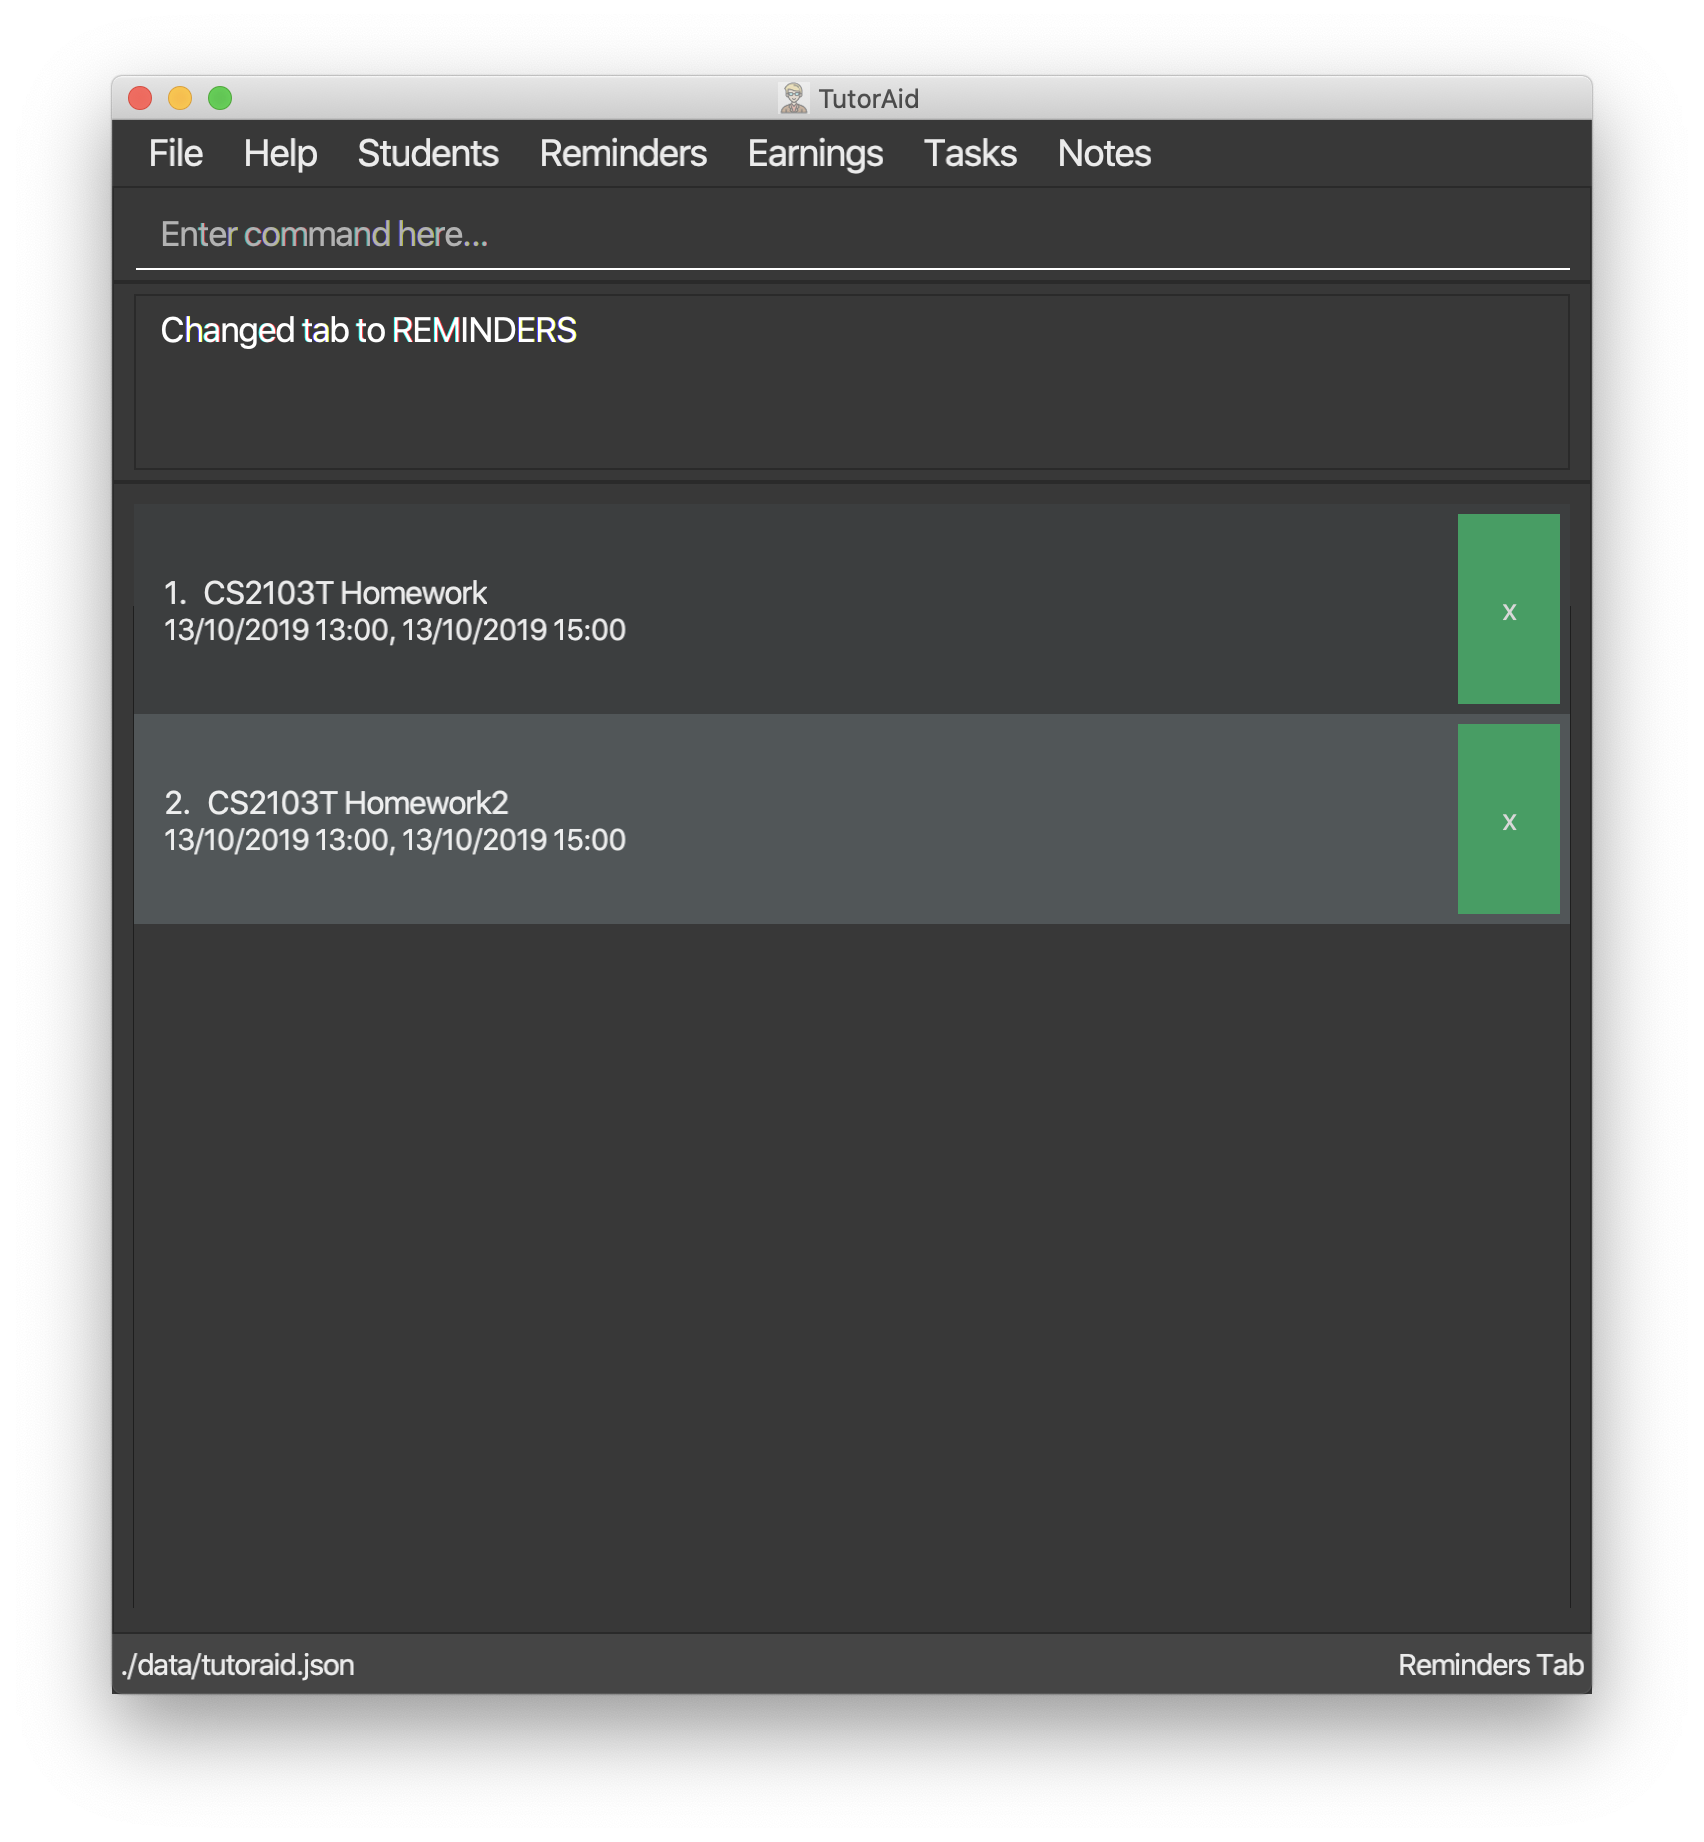 TutorAid
File Help Students Reminders Earnings Tasks Notes
Enter command here...
Changed tab to REMINDERS
1. CS2103T Homework
13/10/2019 13:00, 13/10/2019 15:00
x
2. CS2103T Homework2
13/10/2019 13:00, 13/10/2019 15:00
x
./data/tutoraid.json
Reminders Tab